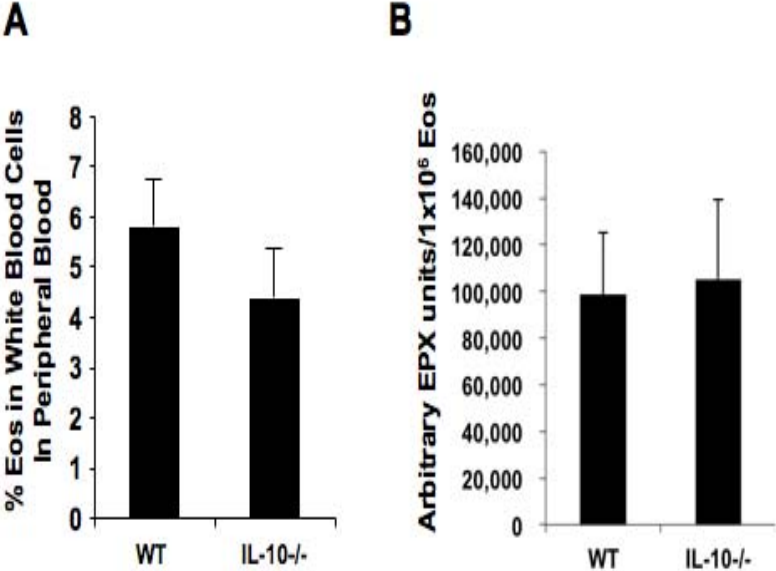 A
% Eos in White Blood Cells
In Peripheral Blood
8
7
6
5
4
3
2
1
0
WT
IL-10-/-
B
Arbitrary EPX units/1x10⁶ Eos
160,000
140,000
120,000
100,000
80,000
60,000
40,000
20,000
0
WT
IL-10-/-